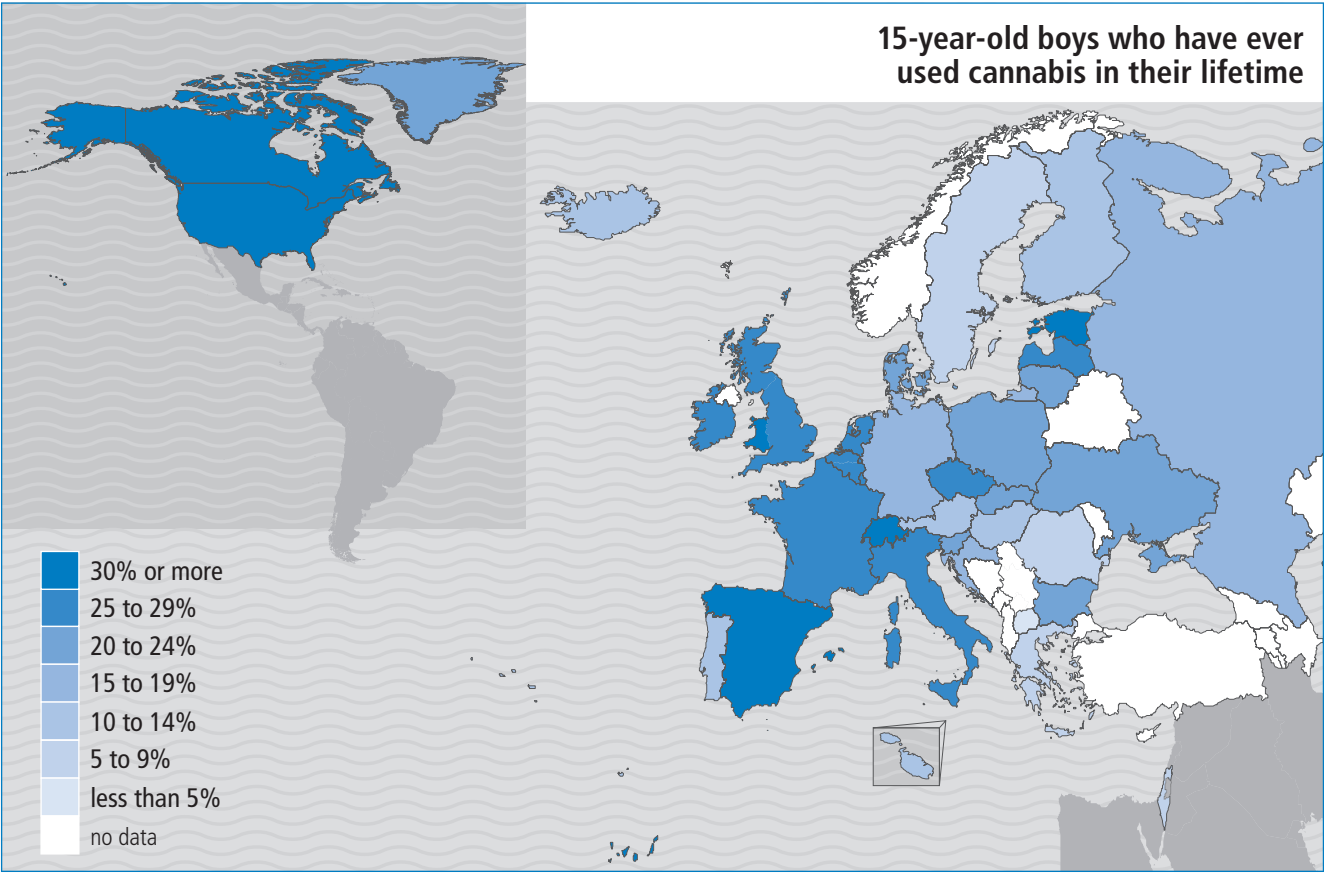 15-year-old boys who have ever
used cannabis in their lifetime
30% or more
25 to 29%
20 to 24%
15 to 19%
10 to 14%
5 to 9%
less than 5%
no data